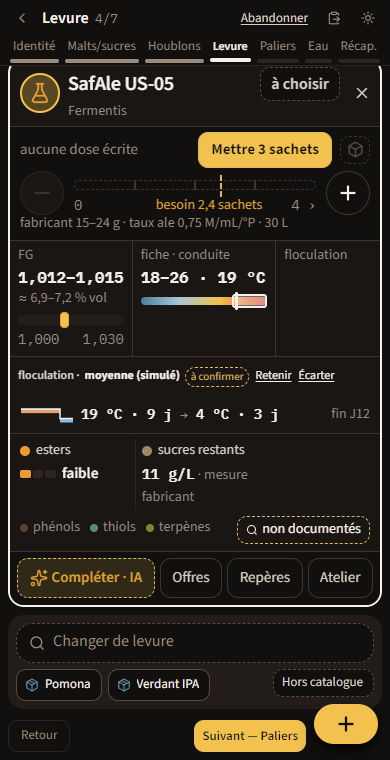 Levure 4/7 Abandonner
Identité Malts/sucres Houblons Levure Paliers Eau Récap.
SafAle US-05 à choisir
Fermentis
aucune dose écrite Mettre 3 sachets
0 besoin 2,4 sachets 4 ›
fabricant 15–24 g · taux ale 0,75 M/mL/°P · 30 L
FG fiche · conduite floculation
1,012–1,015 18–26 · 19 °C
≈ 6,9–7,2 % vol
1,000 1,030
floculation · moyenne (simulé) à confirmer Retenir Écarter
19 °C · 9 j → 4 °C · 3 j fin J12
esters sucres restants
faible 11 g/L · mesure
fabricant
phénols thiols terpènes non documentés
Compléter · IA Offres Repères Atelier
Changer de levure
Pomona Verdant IPA Hors catalogue
Retour Suivant — Paliers +